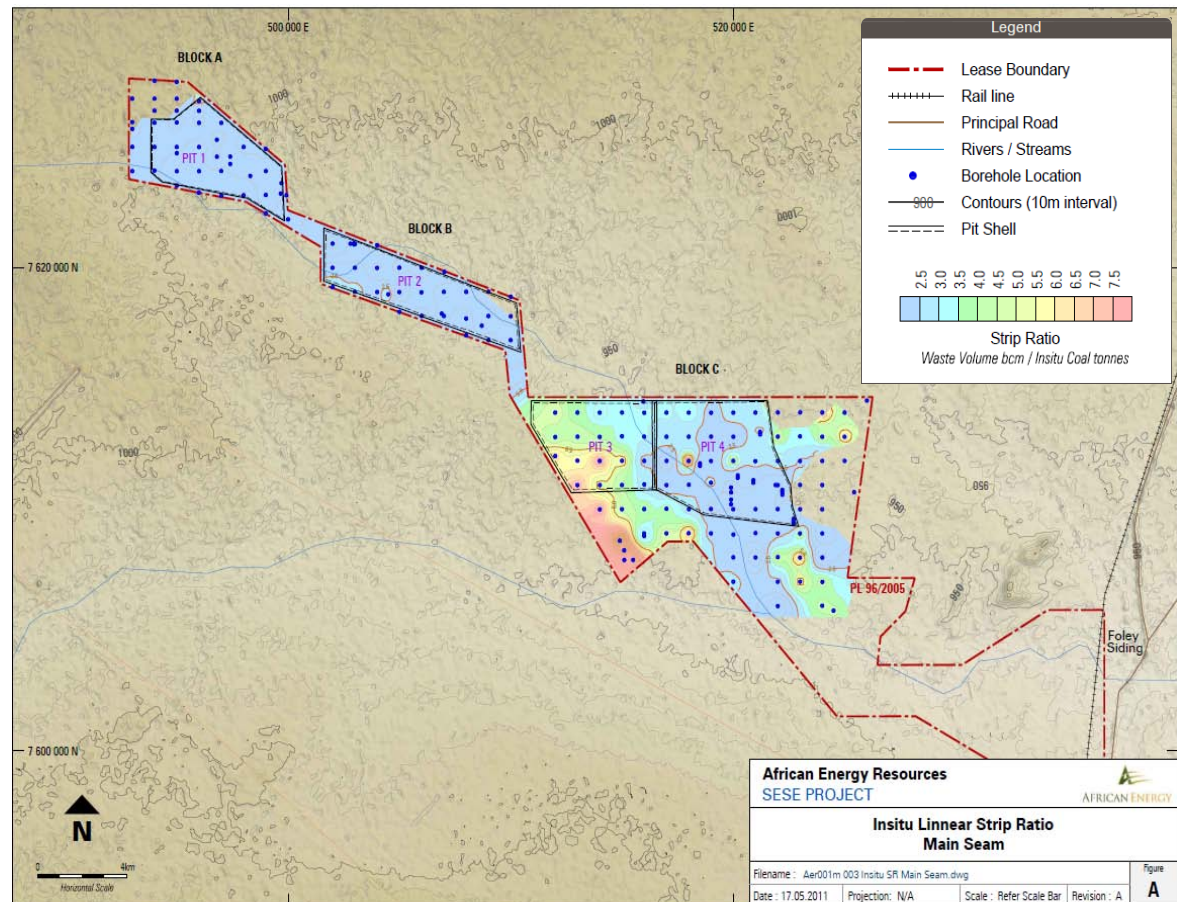 500 000 E
520 000 E
BLOCK A
Legend
Lease Boundary
Rail line
Principal Road
Rivers / Streams
Borehole Location
900
Contours (10m interval)
Pit Shell
2.5
3.0
3.5
4.0
4.5
5.0
5.5
6.0
6.5
7.0
7.5
Strip Ratio
Waste Volume bcm / Insitu Coal tonnes
1000
1000
PIT 1
1000
BLOCK B
7 620 000 N
PIT 2
950
BLOCK C
PIT 3
PIT 4
1000
950
950
950
950
PL 96/2005
Foley
Siding
7 600 000 N
N
0
4km
Horizontal Scale
African Energy Resources
SESE PROJECT
AFRICAN ENERGY
Insitu Linnear Strip Ratio
Main Seam
Filename : Aer001m 003 Insitu SR Main Seam.dwg
Date : 17.05.2011
Projection: N/A
Scale : Refer Scale Bar
Revision : A
Figure
A